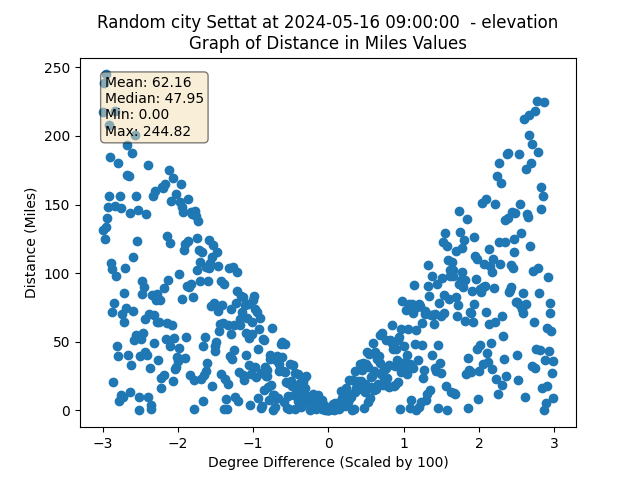 Random city Settat at 2024-05-16 09:00:00  - elevation
Graph of Distance in Miles Values
Mean: 62.16
Median: 47.95
Min: 0.00
Max: 244.82
Distance (Miles)
250
200
150
100
50
0
−3 −2 −1 0 1 2 3
Degree Difference (Scaled by 100)